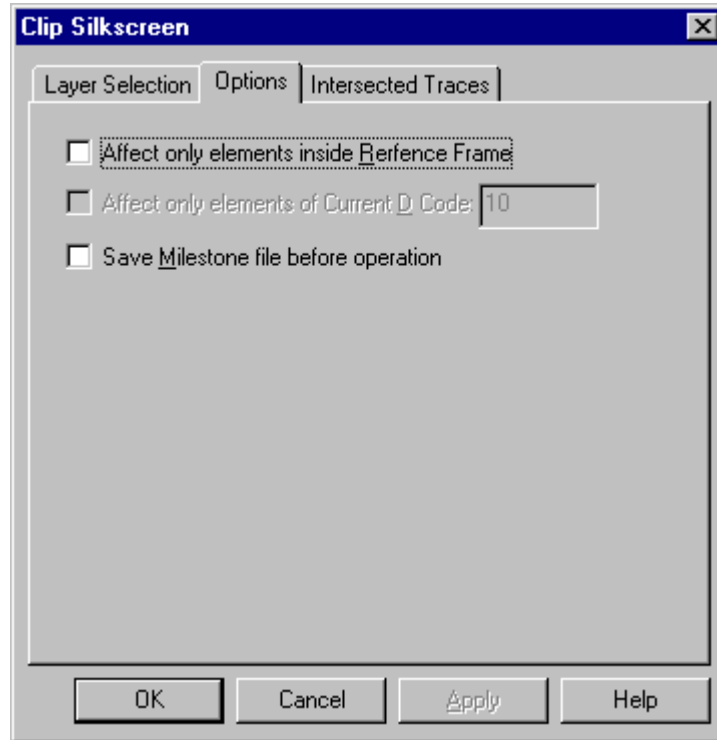 Clip Silkscreen
Layer Selection Options Intersected Traces
Affect only elements inside Rerfence Frame
Affect only elements of Current D Code: 10
Save Milestone file before operation
OK Cancel Apply Help